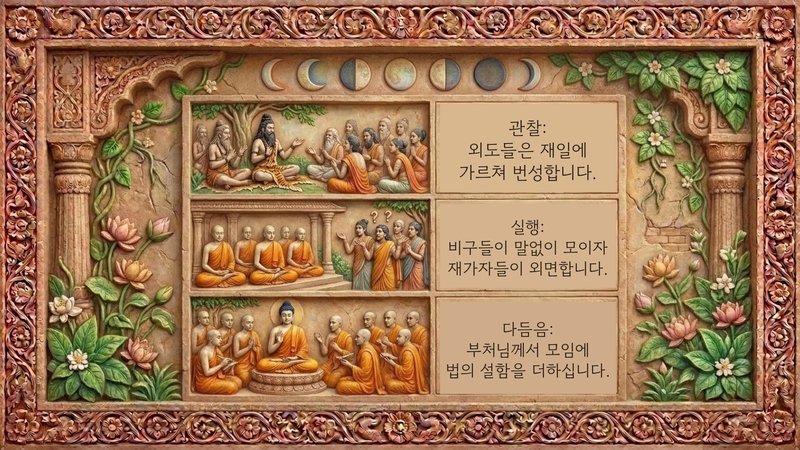 ? ?
관찰:
외도들은 재일에
가르쳐 번성합니다.
실행:
비구들이 말없이 모이자
재가자들이 외면합니다.
다듬음:
부처님께서 모임에
법의 설함을 더하십니다.